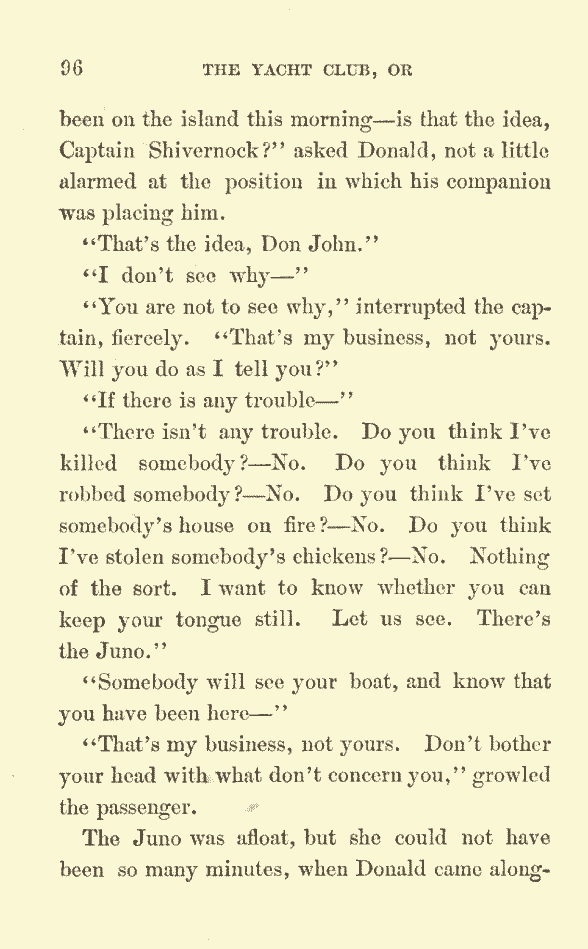 96
THE YACHT CLUB, OR
been on the island this morning—is that the idea,
Captain Shivernock?" asked Donald, not a little
alarmed at the position in which his companion
was placing him.
"That's the idea, Don John."
"I don't see why—"
"You are not to see why," interrupted the cap-
tain, fiercely. "That's my business, not yours.
Will you do as I tell you?"
"If there is any trouble—"
"There isn't any trouble. Do you think I've
killed somebody?—No. Do you think I've
robbed somebody?—No. Do you think I've set
somebody's house on fire?—No. Do you think
I've stolen somebody's chickens?—No. Nothing
of the sort. I want to know whether you can
keep your tongue still. Let us see. There's
the Juno."
"Somebody will see your boat, and know that
you have been here—"
"That's my business, not yours. Don't bother
your head with what don't concern you," growled
the passenger.
The Juno was afloat, but she could not have
been so many minutes, when Donald came along-